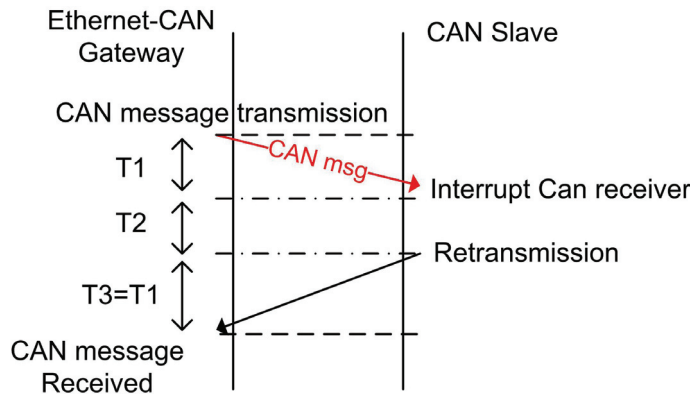 Ethernet-CAN
Gateway
CAN Slave
CAN message transmission
CAN msg
T1
Interrupt Can receiver
T2
Retransmission
T3=T1
CAN message
Received